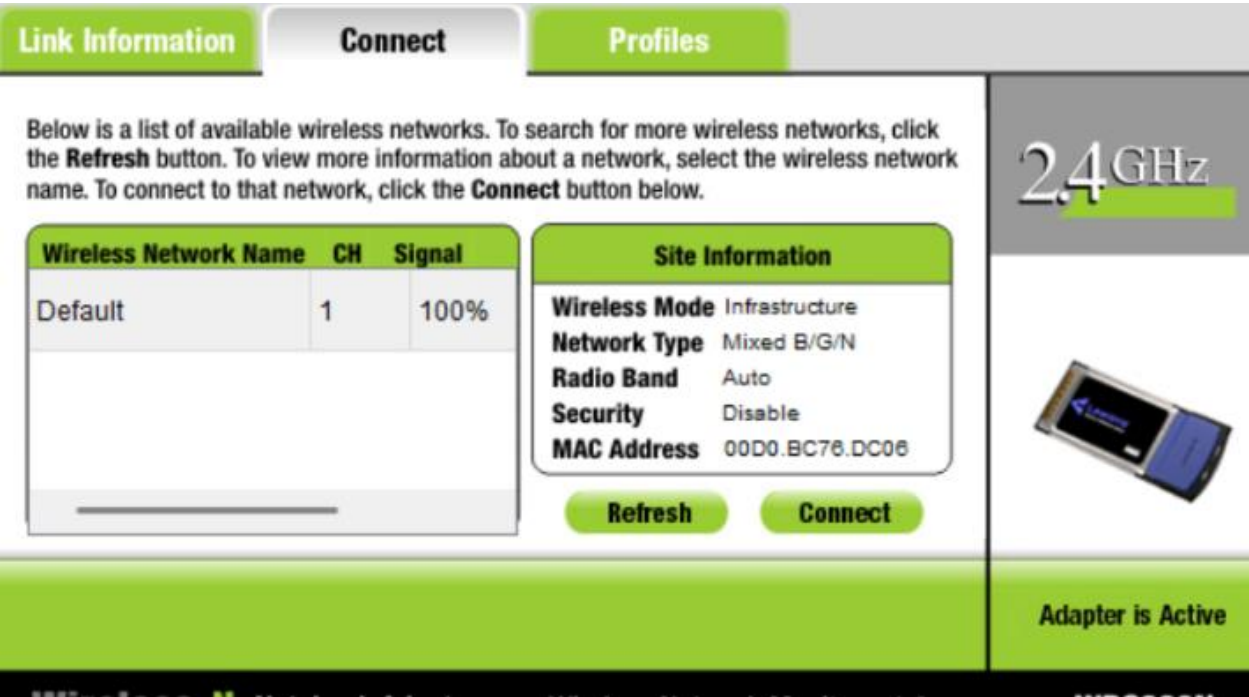 Link Information
Connect
Profiles
Below is a list of available wireless networks. To search for more wireless networks, click
the Refresh button. To view more information about a network, select the wireless network
name. To connect to that network, click the Connect button below.
2.4GHz
Wireless Network Name CH Signal
Default 1 100%
Site Information
Wireless Mode Infrastructure
Network Type Mixed B/G/N
Radio Band Auto
Security Disable
MAC Address 00D0.BC76.DC06
Refresh
Connect
Adapter is Active